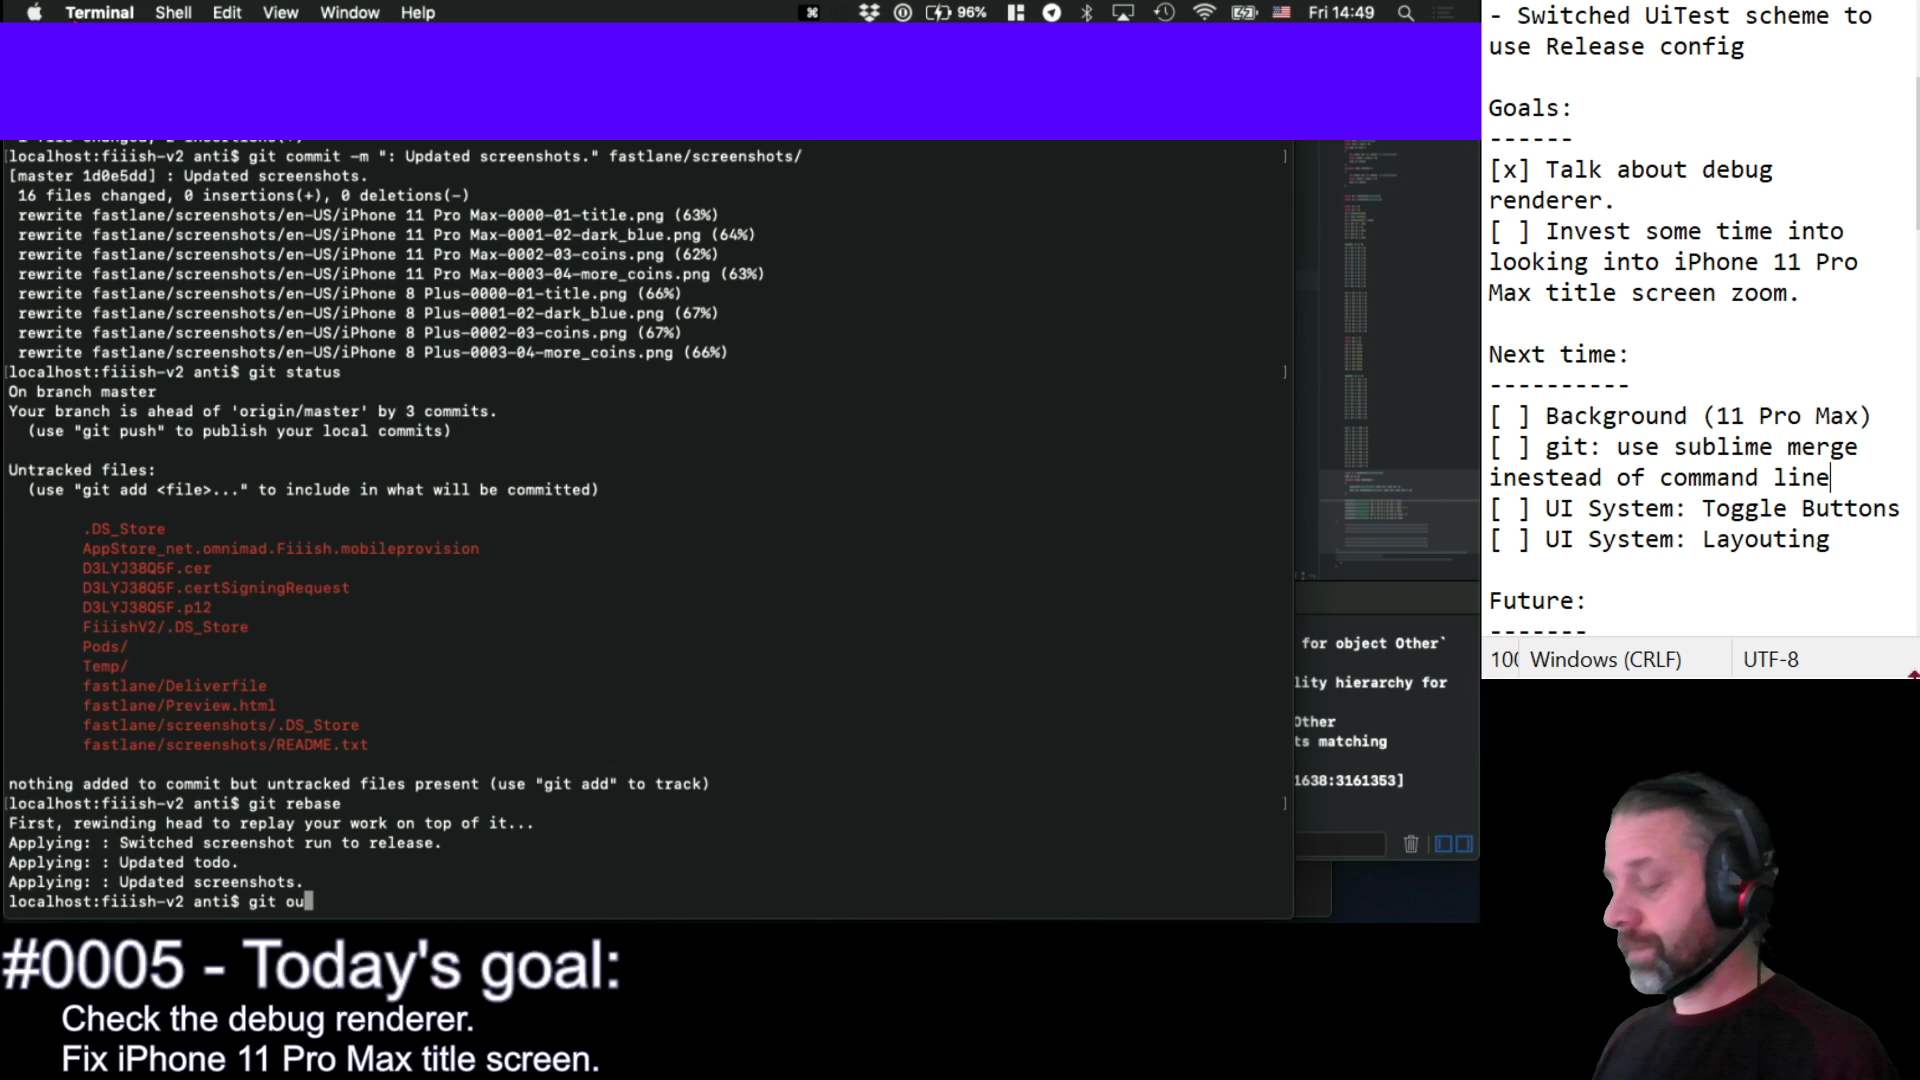 Terminal Shell Edit View Window Help 96% Fri 14:49
[localhost:fiiish-v2 anti$ git commit -m ": Updated screenshots." fastlane/screenshots/ ]
[master 1d0e5dd] : Updated screenshots.
16 files changed, 0 insertions(+), 0 deletions(-)
rewrite fastlane/screenshots/en-US/iPhone 11 Pro Max-0000-01-title.png (63%)
rewrite fastlane/screenshots/en-US/iPhone 11 Pro Max-0001-02-dark_blue.png (64%)
rewrite fastlane/screenshots/en-US/iPhone 11 Pro Max-0002-03-coins.png (62%)
rewrite fastlane/screenshots/en-US/iPhone 11 Pro Max-0003-04-more_coins.png (63%)
rewrite fastlane/screenshots/en-US/iPhone 8 Plus-0000-01-title.png (66%)
rewrite fastlane/screenshots/en-US/iPhone 8 Plus-0001-02-dark_blue.png (67%)
rewrite fastlane/screenshots/en-US/iPhone 8 Plus-0002-03-coins.png (67%)
rewrite fastlane/screenshots/en-US/iPhone 8 Plus-0003-04-more_coins.png (66%)
[localhost:fiiish-v2 anti$ git status ]
On branch master
Your branch is ahead of 'origin/master' by 3 commits.
(use "git push" to publish your local commits)
Untracked files:
(use "git add <file>..." to include in what will be committed)
.DS_Store
AppStore_net.omnimad.Fiiish.mobileprovision
D3LYJ38Q5F.cer
D3LYJ38Q5F.certSigningRequest
D3LYJ38Q5F.p12
FiiishV2/.DS_Store
Pods/
Temp/
fastlane/Deliverfile
fastlane/Preview.html
fastlane/screenshots/.DS_Store
fastlane/screenshots/README.txt
nothing added to commit but untracked files present (use "git add" to track)
[localhost:fiiish-v2 anti$ git rebase ]
First, rewinding head to replay your work on top of it...
Applying: : Switched screenshot run to release.
Applying: : Updated todo.
Applying: : Updated screenshots.
localhost:fiiish-v2 anti$ git ou
for object Other`
lity hierarchy for
Other
ts matching
1638:3161353]
- Switched UiTest scheme to
use Release config
Goals:
------
[x] Talk about debug
renderer.
[ ] Invest some time into
looking into iPhone 11 Pro
Max title screen zoom.
Next time:
----------
[ ] Background (11 Pro Max)
[ ] git: use sublime merge
inestead of command line
[ ] UI System: Toggle Buttons
[ ] UI System: Layouting
Future:
-------
100 Windows (CRLF) UTF-8
#0005 - Today's goal:
Check the debug renderer.
Fix iPhone 11 Pro Max title screen.